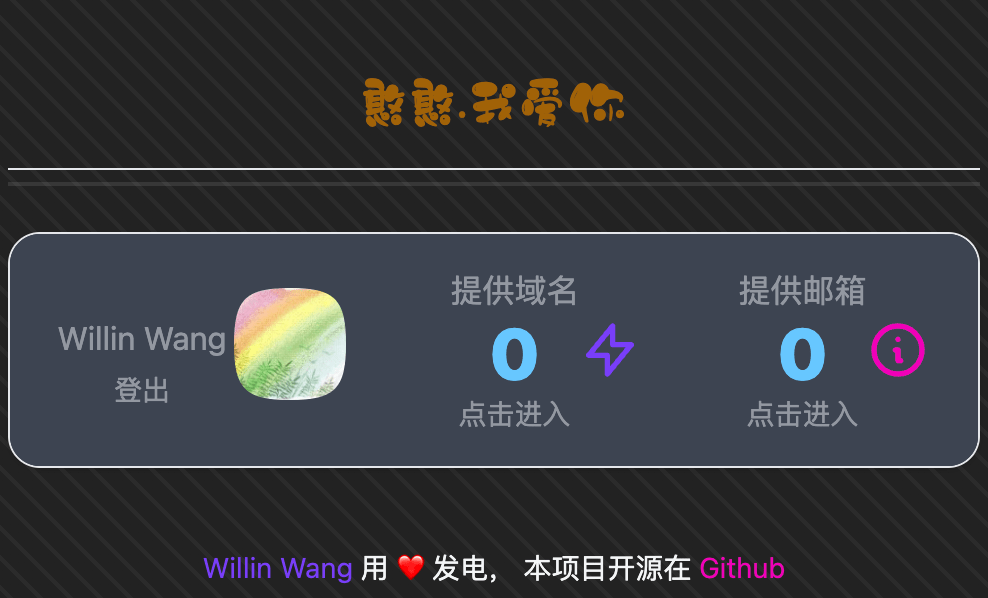 憨憨.我爱你
Willin Wang
登出
提供域名
0
点击进入
提供邮箱
0
点击进入
Willin Wang 用 ❤️ 发电， 本项目开源在 Github